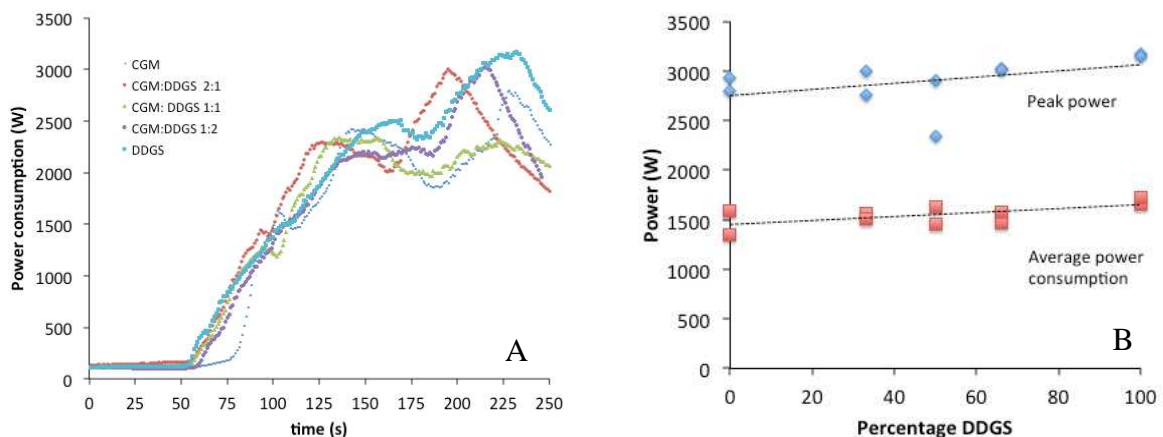 3500
3000
2500
2000
1500
1000
500
0
Power consumption (W)
CGM
CGM:DDGS 2:1
CGM: DDGS 1:1
CGM:DDGS 1:2
DDGS
A
0 25 50 75 100 125 150 175 200 225 250
time (s)
3500
3000
2500
2000
1500
1000
500
0
Power (W)
Peak power
Average power
consumption
B
0 20 40 60 80 100
Percentage DDGS